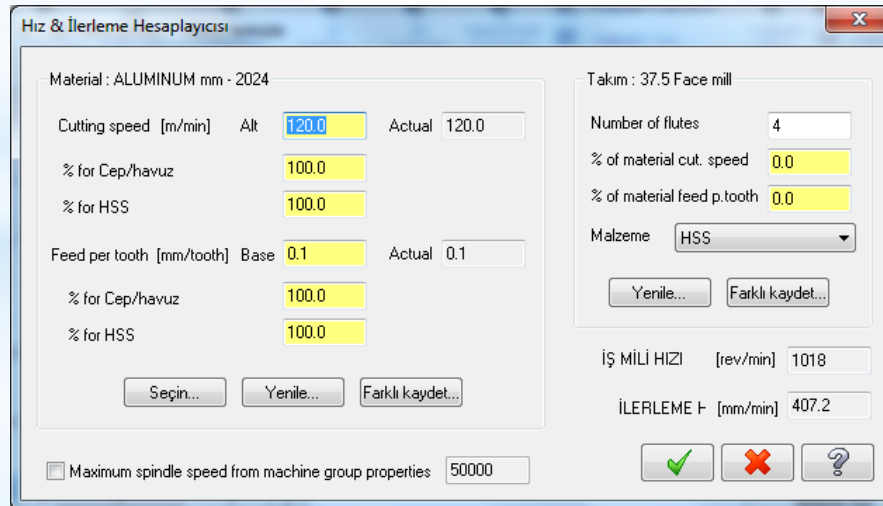 Hız & İlerleme Hesaplayıcısı
Material : ALUMINUM mm - 2024
Cutting speed [m/min] Alt 120.0 Actual 120.0
% for Cep/havuz 100.0
% for HSS 100.0
Feed per tooth [mm/tooth] Base 0.1 Actual 0.1
% for Cep/havuz 100.0
% for HSS 100.0
Seçin... Yenile... Farklı kaydet...
Maximum spindle speed from machine group properties 50000
Takım : 37.5 Face mill
Number of flutes 4
% of material cut. speed 0.0
% of material feed p.tooth 0.0
Malzeme HSS
Yenile... Farklı kaydet...
İŞ MİLİ HIZI [rev/min] 1018
İLERLEME [mm/min] 407.2